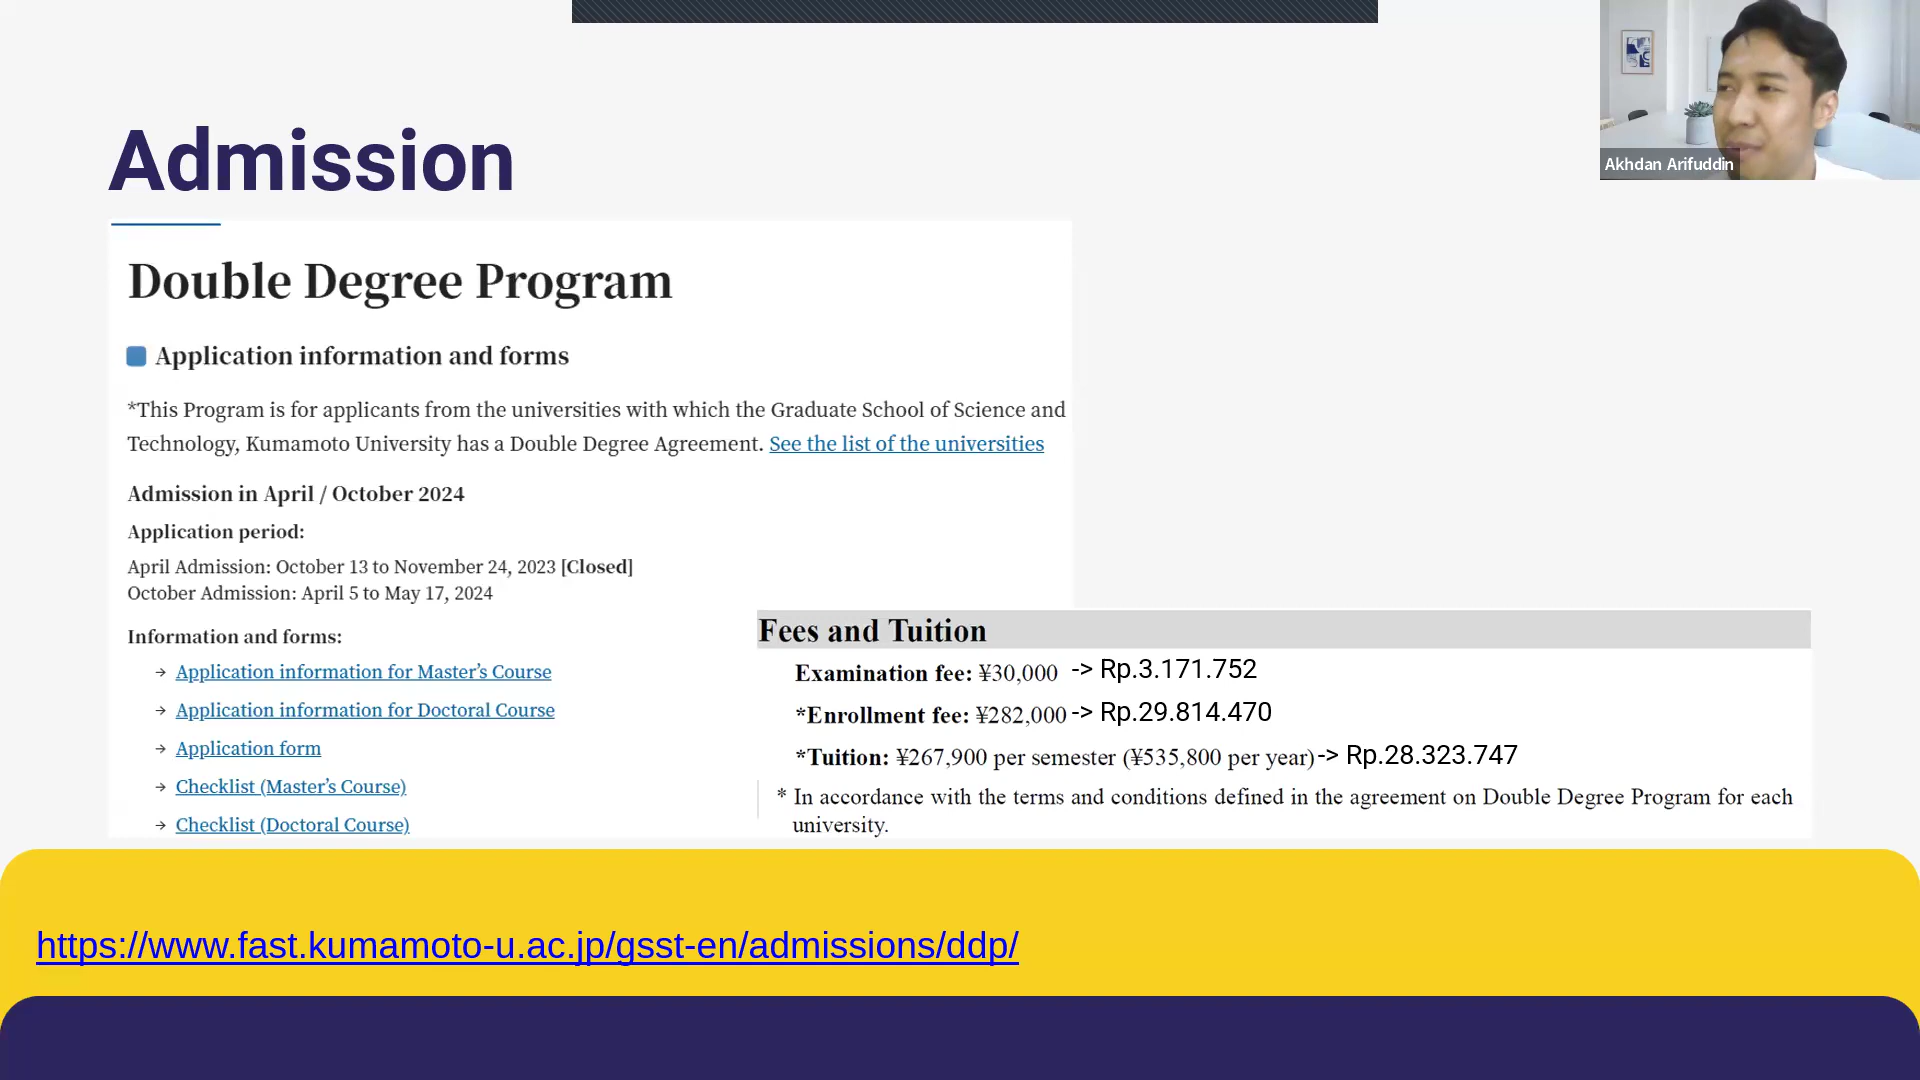 Admission
Akhdan Arifuddin
Double Degree Program
Application information and forms
*This Program is for applicants from the universities with which the Graduate School of Science and
Technology, Kumamoto University has a Double Degree Agreement. See the list of the universities
Admission in April / October 2024
Application period:
April Admission: October 13 to November 24, 2023 [Closed]
October Admission: April 5 to May 17, 2024
Information and forms:
→ Application information for Master’s Course
→ Application information for Doctoral Course
→ Application form
→ Checklist (Master’s Course)
→ Checklist (Doctoral Course)
Fees and Tuition
Examination fee: ¥30,000 -> Rp.3.171.752
*Enrollment fee: ¥282,000 -> Rp.29.814.470
*Tuition: ¥267,900 per semester (¥535,800 per year) -> Rp.28.323.747
* In accordance with the terms and conditions defined in the agreement on Double Degree Program for each
university.
https://www.fast.kumamoto-u.ac.jp/gsst-en/admissions/ddp/